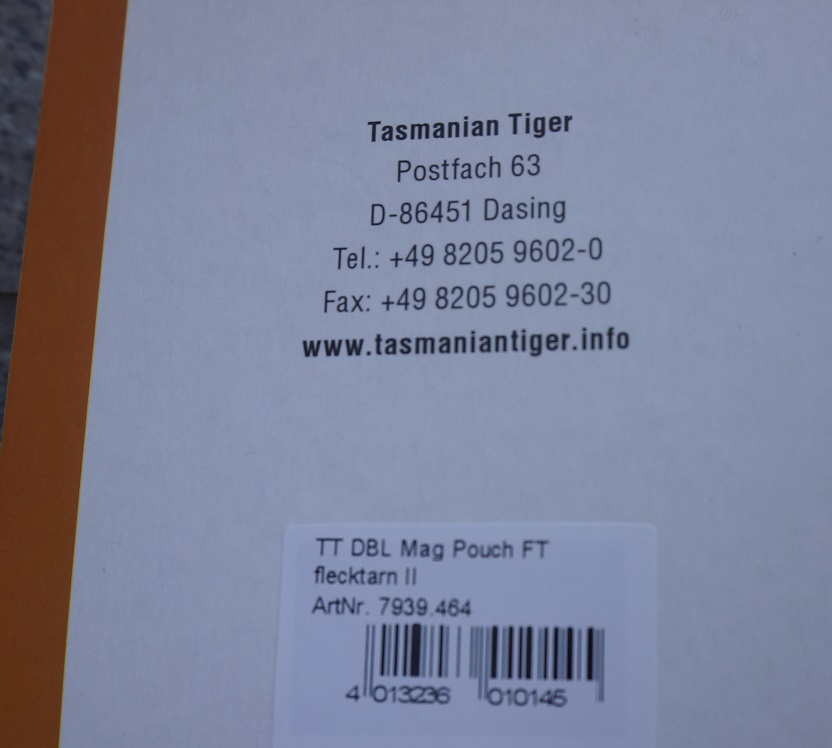 Tasmanian Tiger
Postfach 63
D-86451 Dasing
Tel.: +49 8205 9602-0
Fax: +49 8205 9602-30
www.tasmaniantiger.info
TT DBL Mag Pouch FT
flecktarn II
ArtNr. 7939.464
4 013236 010145